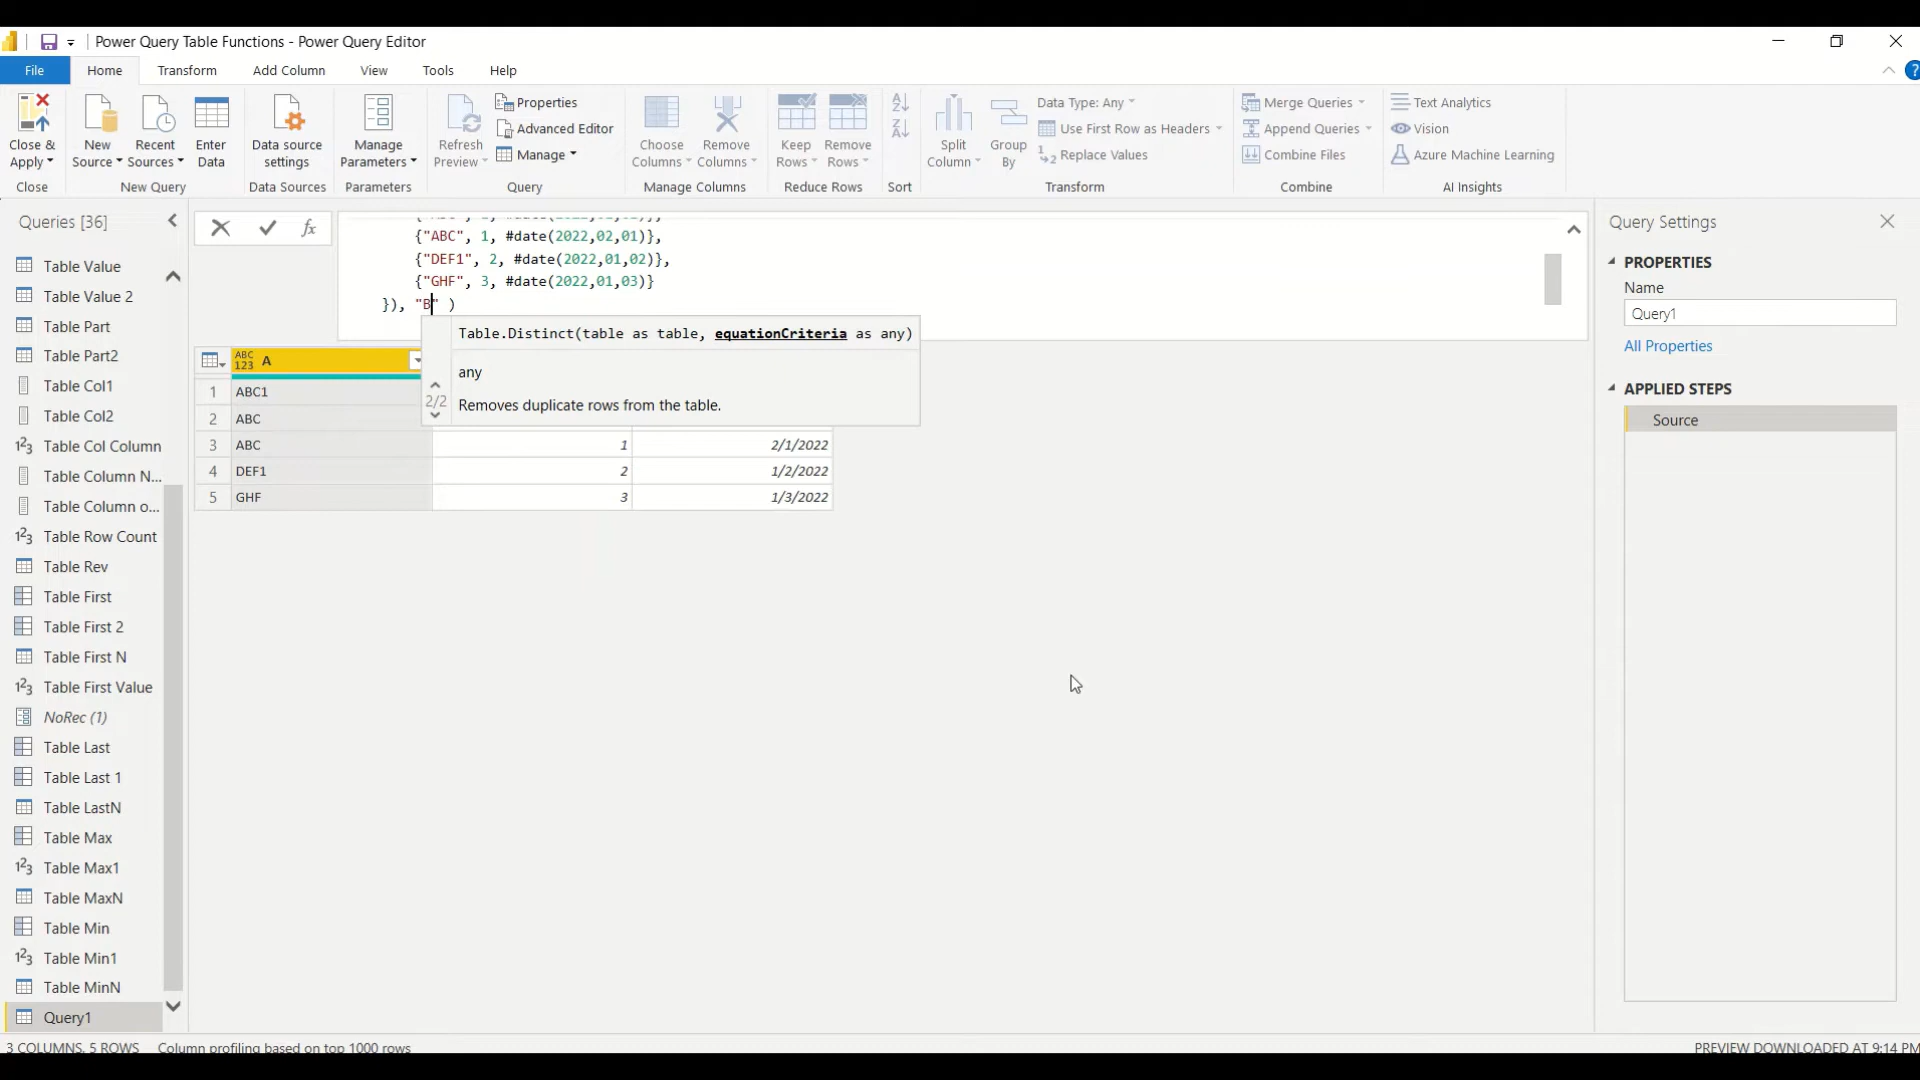 Power Query Table Functions - Power Query Editor
File Home Transform Add Column View Tools Help
Close & Apply
New Source
Recent Sources
Enter Data
Data source settings
Manage Parameters
Refresh Preview
Properties
Advanced Editor
Manage
Choose Columns
Remove Columns
Keep Rows
Remove Rows
Split Column
Group By
Data Type: Any
Use First Row as Headers
Replace Values
Merge Queries
Append Queries
Combine Files
Text Analytics
Vision
Azure Machine Learning
Close New Query Data Sources Parameters Query Manage Columns Reduce Rows Sort Transform Combine AI Insights
Queries [36]
Table Value
Table Value 2
Table Part
Table Part2
Table Col1
Table Col2
Table Col Column
Table Column N...
Table Column o...
Table Row Count
Table Rev
Table First
Table First 2
Table First N
Table First Value
NoRec (1)
Table Last
Table Last 1
Table LastN
Table Max
Table Max1
Table MaxN
Table Min
Table Min1
Table MinN
Query1
fx
{"ABC", 1, #date(2022,02,01)},
{"DEF1", 2, #date(2022,01,02)},
{"GHF", 3, #date(2022,01,03)}
}), "B" )
Table.Distinct(table as table, equationCriteria as any)
any
2/2
Removes duplicate rows from the table.
ABC 123 A
1 ABC1
2 ABC
3 ABC 1 2/1/2022
4 DEF1 2 1/2/2022
5 GHF 3 1/3/2022
Query Settings
PROPERTIES
Name
Query1
All Properties
APPLIED STEPS
Source
3 COLUMNS, 5 ROWS Column profiling based on top 1000 rows
PREVIEW DOWNLOADED AT 9:14 PM